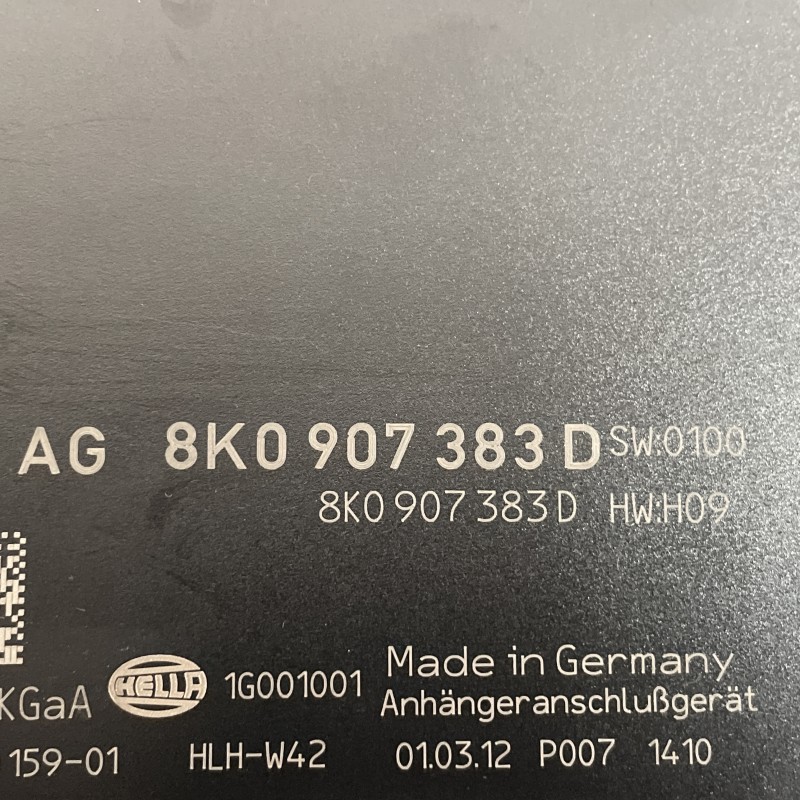 AG 8K0 907 383 D SW:0100
8K0 907 383 D HW:H09
Made in Germany
KGaA HELLA 1G001001 Anhängeranschlußgerät
159-01 HLH-W42 01.03.12 P007 1410